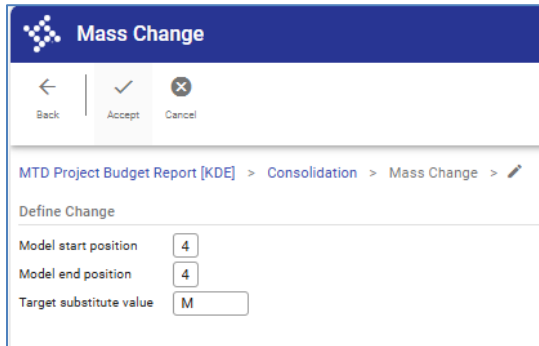 Mass Change
Back Accept Cancel
MTD Project Budget Report [KDE] > Consolidation > Mass Change >
Define Change
Model start position 4
Model end position 4
Target substitute value M